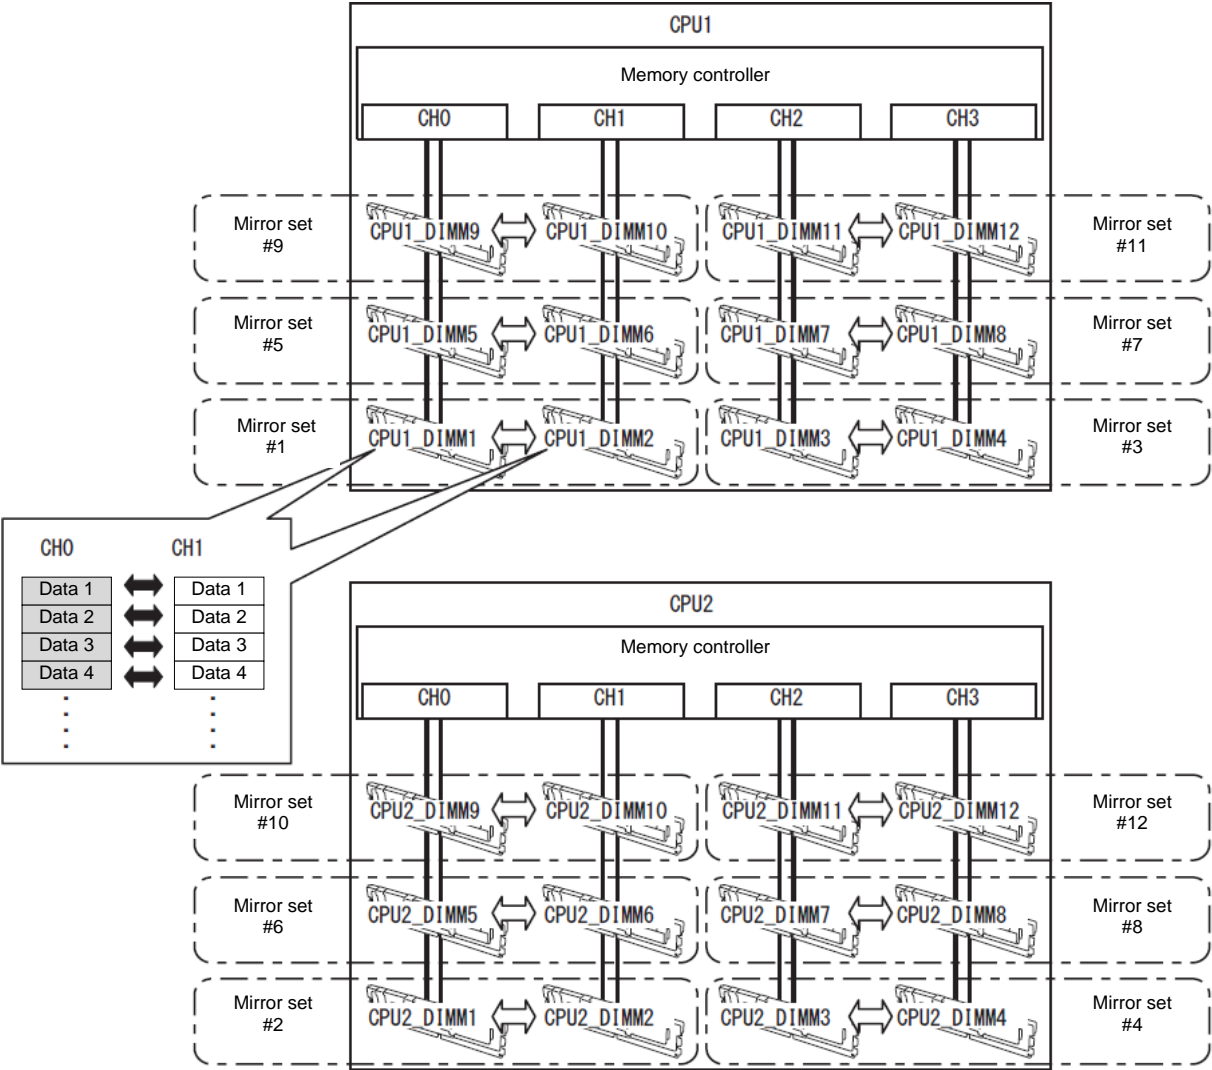 CPU1
Memory controller
CH0 CH1 CH2 CH3
Mirror set
#9
CPU1_DIMM9 CPU1_DIMM10 CPU1_DIMM11 CPU1_DIMM12
Mirror set
#11
Mirror set
#5
CPU1_DIMM5 CPU1_DIMM6 CPU1_DIMM7 CPU1_DIMM8
Mirror set
#7
Mirror set
#1
CPU1_DIMM1 CPU1_DIMM2 CPU1_DIMM3 CPU1_DIMM4
Mirror set
#3
CH0 CH1
Data 1 Data 1
Data 2 Data 2
Data 3 Data 3
Data 4 Data 4
CPU2
Memory controller
CH0 CH1 CH2 CH3
Mirror set
#10
CPU2_DIMM9 CPU2_DIMM10 CPU2_DIMM11 CPU2_DIMM12
Mirror set
#12
Mirror set
#6
CPU2_DIMM5 CPU2_DIMM6 CPU2_DIMM7 CPU2_DIMM8
Mirror set
#8
Mirror set
#2
CPU2_DIMM1 CPU2_DIMM2 CPU2_DIMM3 CPU2_DIMM4
Mirror set
#4